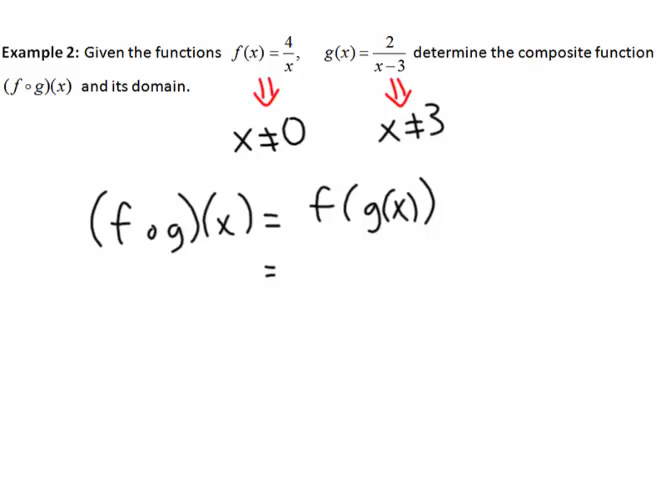 Example 2: Given the functions f(x) = 4/x, g(x) = 2/(x−3) determine the composite function
(f ∘ g)(x) and its domain.
x≠0 x≠3
(f ∘ g)(x) = f(g(x))
=